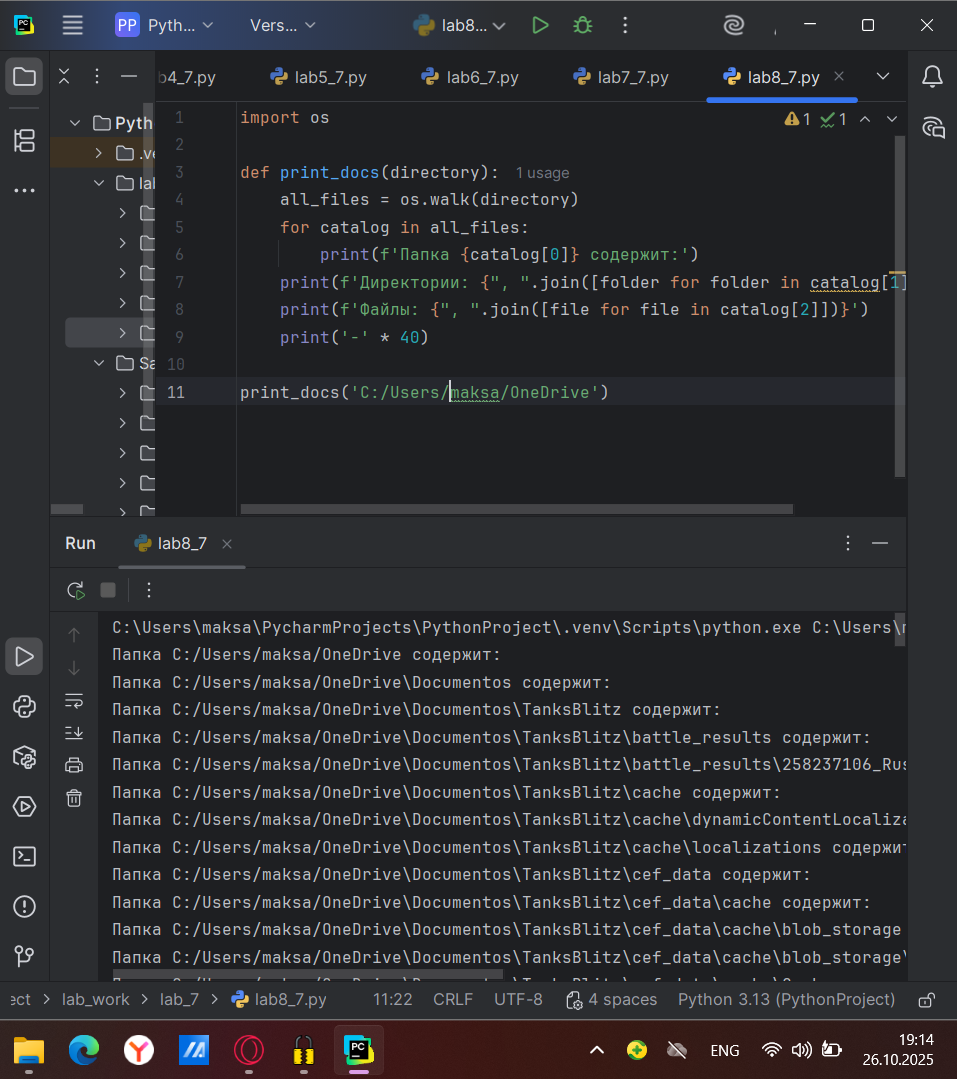 PP Pyth... Vers... lab8...
b4_7.py lab5_7.py lab6_7.py lab7_7.py lab8_7.py
Pyth
.ve
lab
Sa
1 import os
2
3 def print_docs(directory): 1 usage
4 all_files = os.walk(directory)
5 for catalog in all_files:
6 print(f'Папка {catalog[0]} содержит:')
7 print(f'Директории: {", ".join([folder for folder in catalog[1]
8 print(f'Файлы: {", ".join([file for file in catalog[2]])}')
9 print('-' * 40)
10
11 print_docs('C:/Users/maksa/OneDrive')
1 1
Run lab8_7
C:\Users\maksa\PycharmProjects\PythonProject\.venv\Scripts\python.exe C:\Users\m
Папка C:/Users/maksa/OneDrive содержит:
Папка C:/Users/maksa/OneDrive\Documentos содержит:
Папка C:/Users/maksa/OneDrive\Documentos\TanksBlitz содержит:
Папка C:/Users/maksa/OneDrive\Documentos\TanksBlitz\battle_results содержит:
Папка C:/Users/maksa/OneDrive\Documentos\TanksBlitz\battle_results\258237106_Rus
Папка C:/Users/maksa/OneDrive\Documentos\TanksBlitz\cache содержит:
Папка C:/Users/maksa/OneDrive\Documentos\TanksBlitz\cache\dynamicContentLocaliza
Папка C:/Users/maksa/OneDrive\Documentos\TanksBlitz\cache\localizations содержит
Папка C:/Users/maksa/OneDrive\Documentos\TanksBlitz\cef_data содержит:
Папка C:/Users/maksa/OneDrive\Documentos\TanksBlitz\cef_data\cache содержит:
Папка C:/Users/maksa/OneDrive\Documentos\TanksBlitz\cef_data\cache\blob_storage
Папка C:/Users/maksa/OneDrive\Documentos\TanksBlitz\cef_data\cache\blob_storage\
ect lab_work lab_7 lab8_7.py 11:22 CRLF UTF-8 4 spaces Python 3.13 (PythonProject)
ENG
19:14
26.10.2025